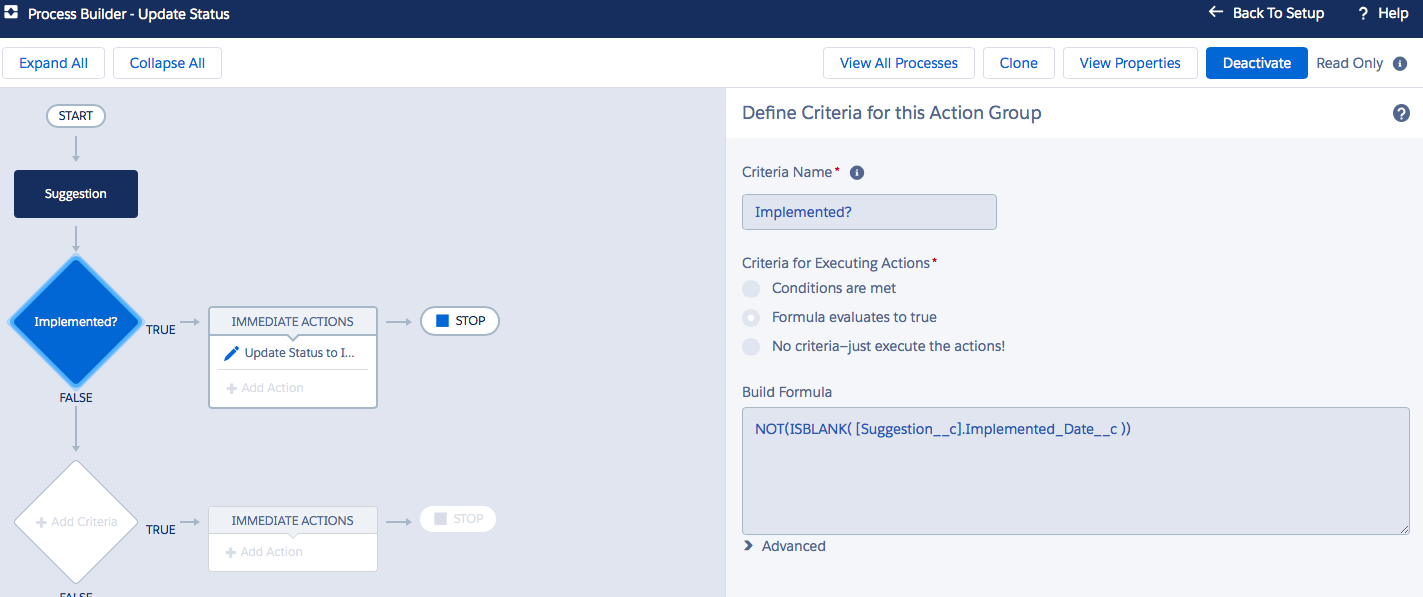 Process Builder - Update Status
Back To Setup
? Help
Expand All
Collapse All
View All Processes
Clone
View Properties
Deactivate
Read Only
START
Suggestion
Implemented?
TRUE
IMMEDIATE ACTIONS
Update Status to I...
+ Add Action
STOP
FALSE
+ Add Criteria
TRUE
IMMEDIATE ACTIONS
+ Add Action
STOP
FALSE
Define Criteria for this Action Group
?
Criteria Name*
Implemented?
Criteria for Executing Actions*
Conditions are met
Formula evaluates to true
No criteria–just execute the actions!
Build Formula
NOT(ISBLANK( [Suggestion__c].Implemented_Date__c ))
Advanced